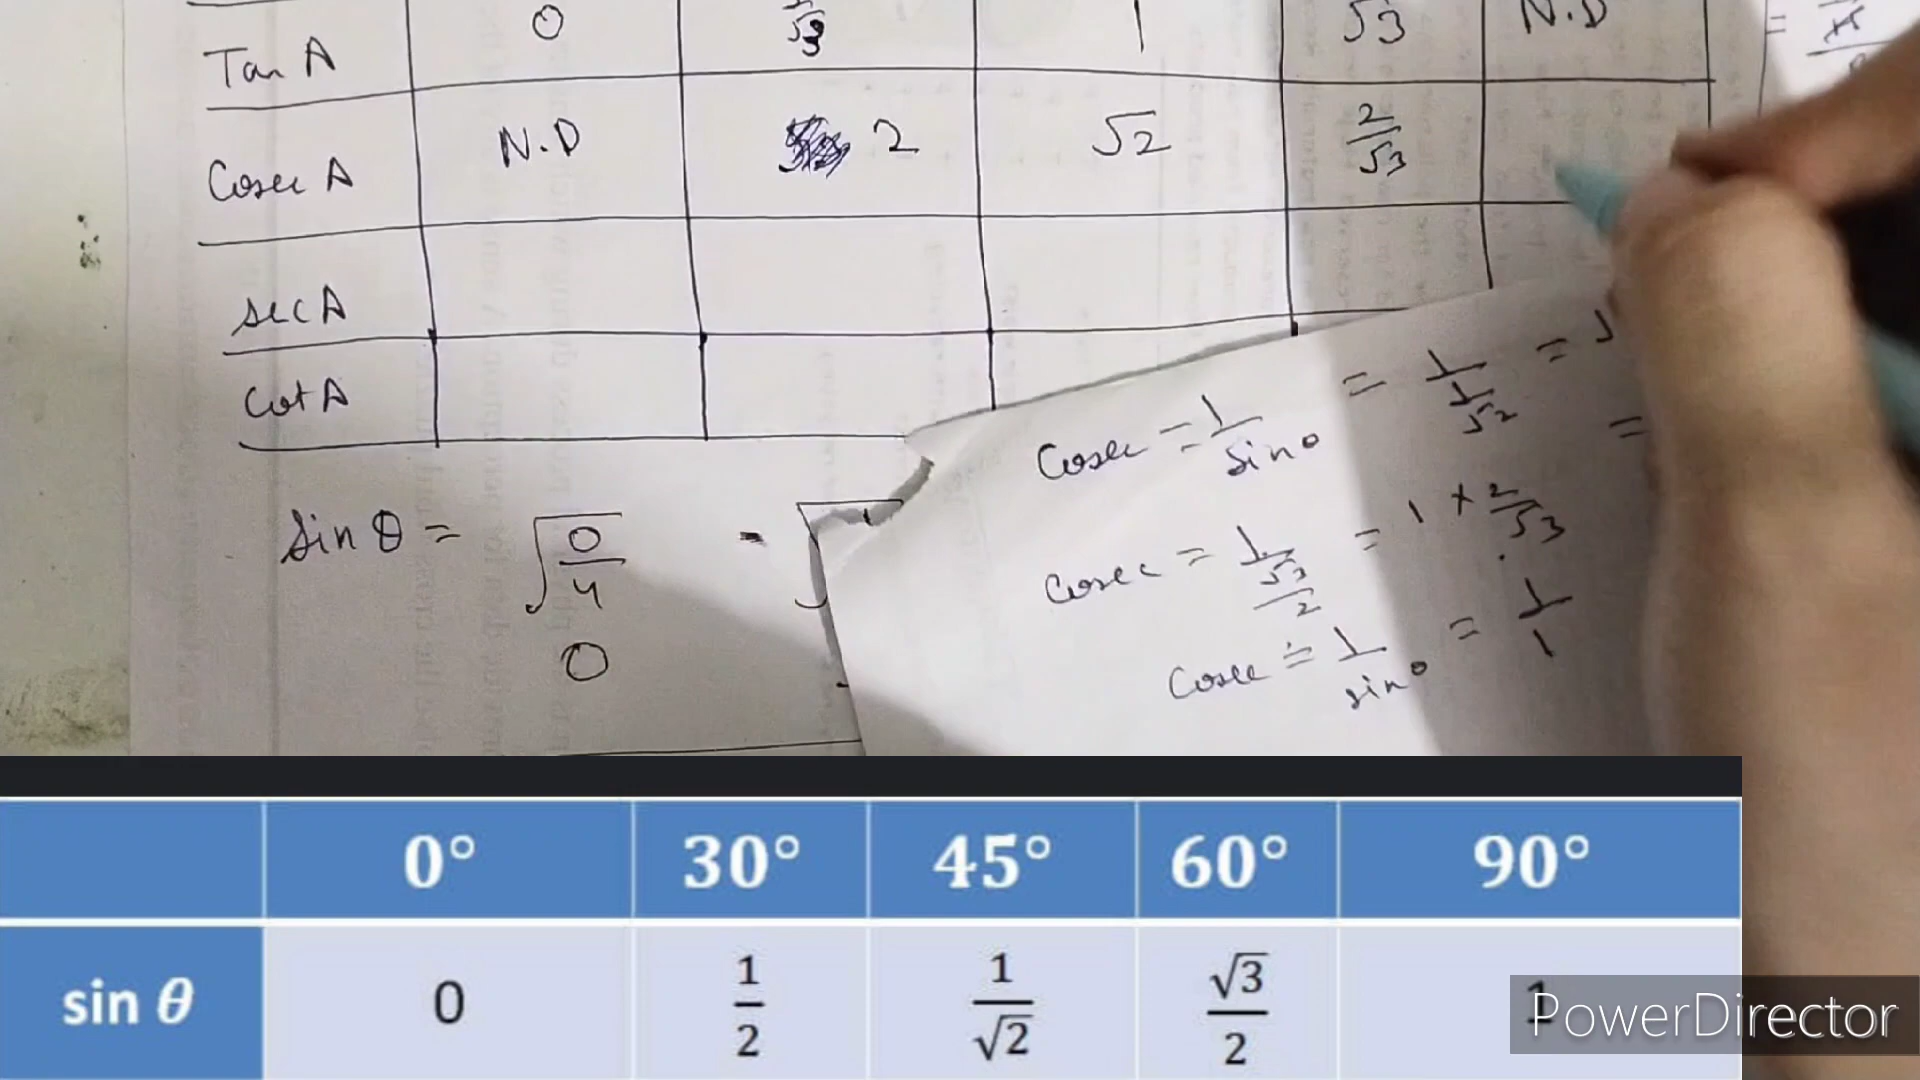 Tan A 0 1/√3 1 √3 N.D
Cosec A N.D 2 √2 2/√3
sec A
Cot A
Cosec = 1/sin° = 1/(1/√2) =
Cosec = 1/(√3/2) = 1 × 2/√3
Cosec = 1/sin° = 1/1
sin θ = √(0/4)
0
0° 30° 45° 60° 90°
sin θ 0 1/2 1/√2 √3/2 1
PowerDirector